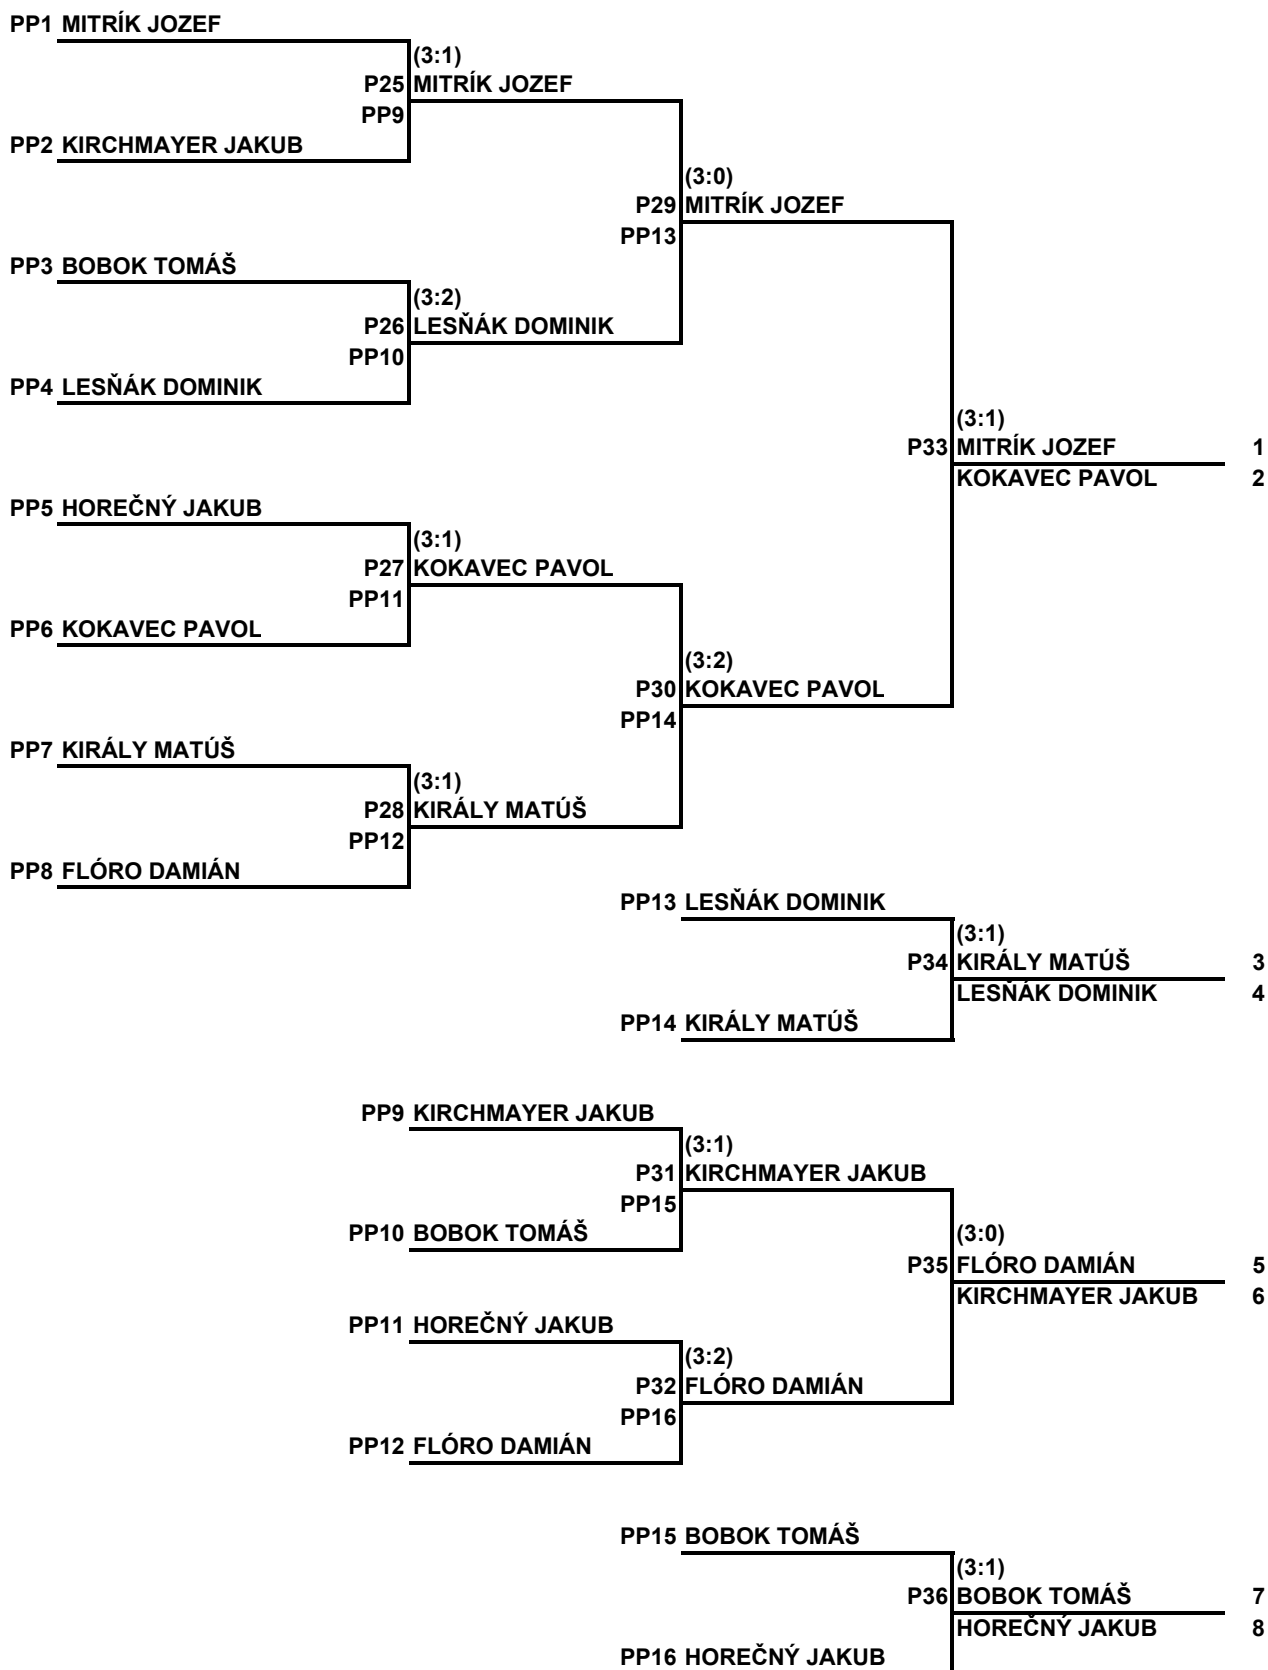 PP1 MITRÍK JOZEF
(3:1)
P25 MITRÍK JOZEF
PP9
PP2 KIRCHMAYER JAKUB
(3:0)
P29 MITRÍK JOZEF
PP13
PP3 BOBOK TOMÁŠ
(3:2)
P26 LESŇÁK DOMINIK
PP10
PP4 LESŇÁK DOMINIK
(3:1)
P33 MITRÍK JOZEF 1
KOKAVEC PAVOL 2
PP5 HOREČNÝ JAKUB
(3:1)
P27 KOKAVEC PAVOL
PP11
PP6 KOKAVEC PAVOL
(3:2)
P30 KOKAVEC PAVOL
PP14
PP7 KIRÁLY MATÚŠ
(3:1)
P28 KIRÁLY MATÚŠ
PP12
PP8 FLÓRO DAMIÁN
PP13 LESŇÁK DOMINIK
(3:1)
P34 KIRÁLY MATÚŠ 3
LESŇÁK DOMINIK 4
PP14 KIRÁLY MATÚŠ
PP9 KIRCHMAYER JAKUB
(3:1)
P31 KIRCHMAYER JAKUB
PP15
PP10 BOBOK TOMÁŠ
(3:0)
P35 FLÓRO DAMIÁN 5
KIRCHMAYER JAKUB 6
PP11 HOREČNÝ JAKUB
(3:2)
P32 FLÓRO DAMIÁN
PP16
PP12 FLÓRO DAMIÁN
PP15 BOBOK TOMÁŠ
(3:1)
P36 BOBOK TOMÁŠ 7
HOREČNÝ JAKUB 8
PP16 HOREČNÝ JAKUB